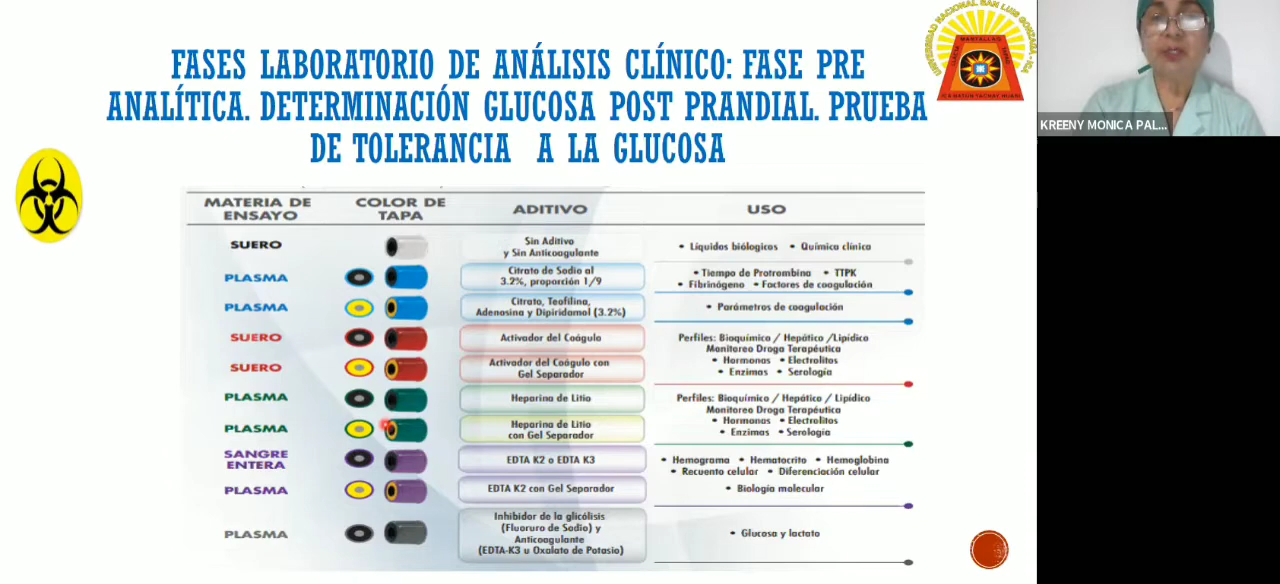 FASES LABORATORIO DE ANÁLISIS CLÍNICO: FASE PRE
ANALÍTICA. DETERMINACIÓN GLUCOSA POST PRANDIAL. PRUEBA
DE TOLERANCIA A LA GLUCOSA
UNIVERSIDAD NACIONAL SAN LUIS GONZAGA - ICA
KREENY MONICA PAL...
MATERIA DE
ENSAYO
COLOR DE
TAPA
ADITIVO
USO
SUERO
Sin Aditivo
y Sin Anticoagulante
• Líquidos biólogicos • Química clínica
PLASMA
Citrato de Sodio al
3.2%, proporción 1/9
• Tiempo de Protrombina • TTPK
• Fibrinógeno • Factores de coagulación
PLASMA
Citrato, Teofilina,
Adenosina y Dipiridamol (3.2%)
• Parámetros de coagulación
SUERO
Activador del Coágulo
SUERO
Activador del Coágulo con
Gel Separador
Perfiles: Bioquímico / Hepático /Lipídico
Monitoreo Droga Terapéutica
• Hormonas • Electrolitos
• Enzimas • Serología
PLASMA
Heparina de Litio
PLASMA
Heparina de Litio
con Gel Separador
Perfiles: Bioquímico / Hepático / Lipídico
Monitoreo Droga Terapéutica
• Hormonas • Electrolitos
• Enzimas • Serología
SANGRE
ENTERA
EDTA K2 o EDTA K3
• Hemograma • Hematocrito • Hemoglobina
• Recuento celular • Diferenciación celular
PLASMA
EDTA K2 con Gel Separador
• Biología molecular
PLASMA
Inhibidor de la glicólisis
(Fluoruro de Sodio) y
Anticoagulante
(EDTA-K3 u Oxalato de Potasio)
• Glucosa y lactato